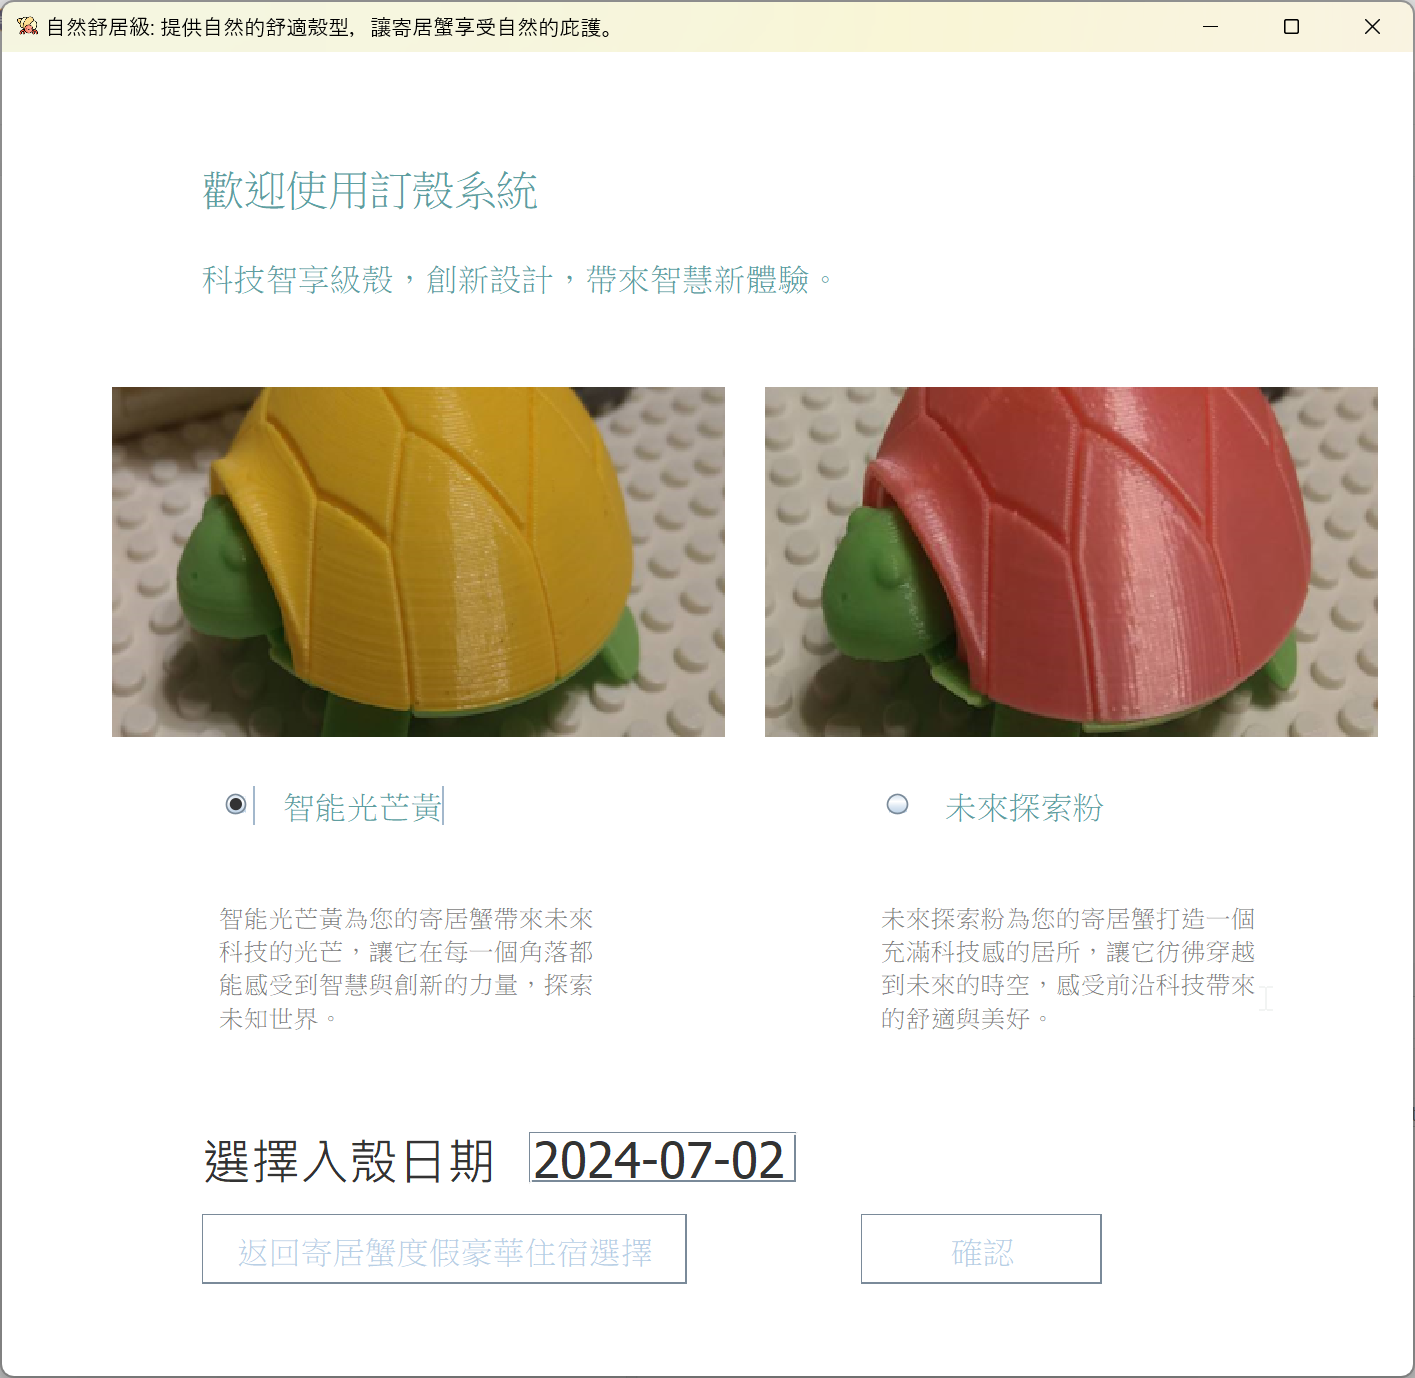 自然舒居級: 提供自然的舒適殼型，讓寄居蟹享受自然的庇護。
歡迎使用訂殼系統
科技智享級殼，創新設計，帶來智慧新體驗。
智能光芒黃
未來探索粉
智能光芒黃為您的寄居蟹帶來未來
科技的光芒，讓它在每一個角落都
能感受到智慧與創新的力量，探索
未知世界。
未來探索粉為您的寄居蟹打造一個
充滿科技感的居所，讓它彷彿穿越
到未來的時空，感受前沿科技帶來
的舒適與美好。
選擇入殼日期 2024-07-02
返回寄居蟹度假豪華住宿選擇
確認